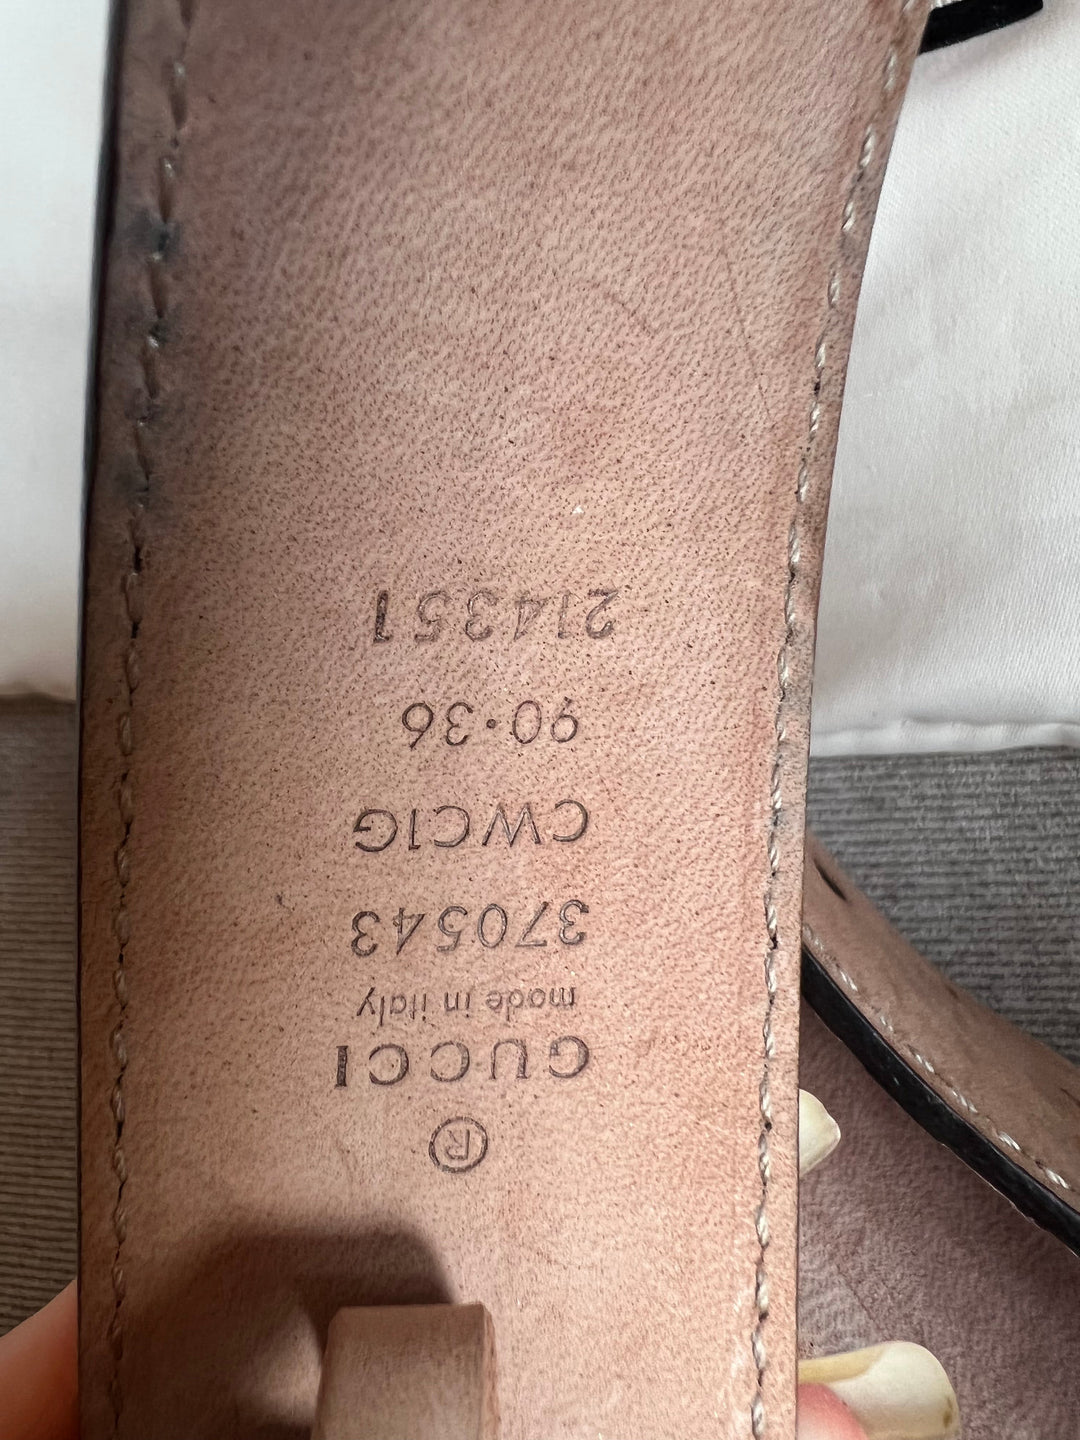 ®
GUCCI
made in italy
370543
CWC1G
90·36
214351